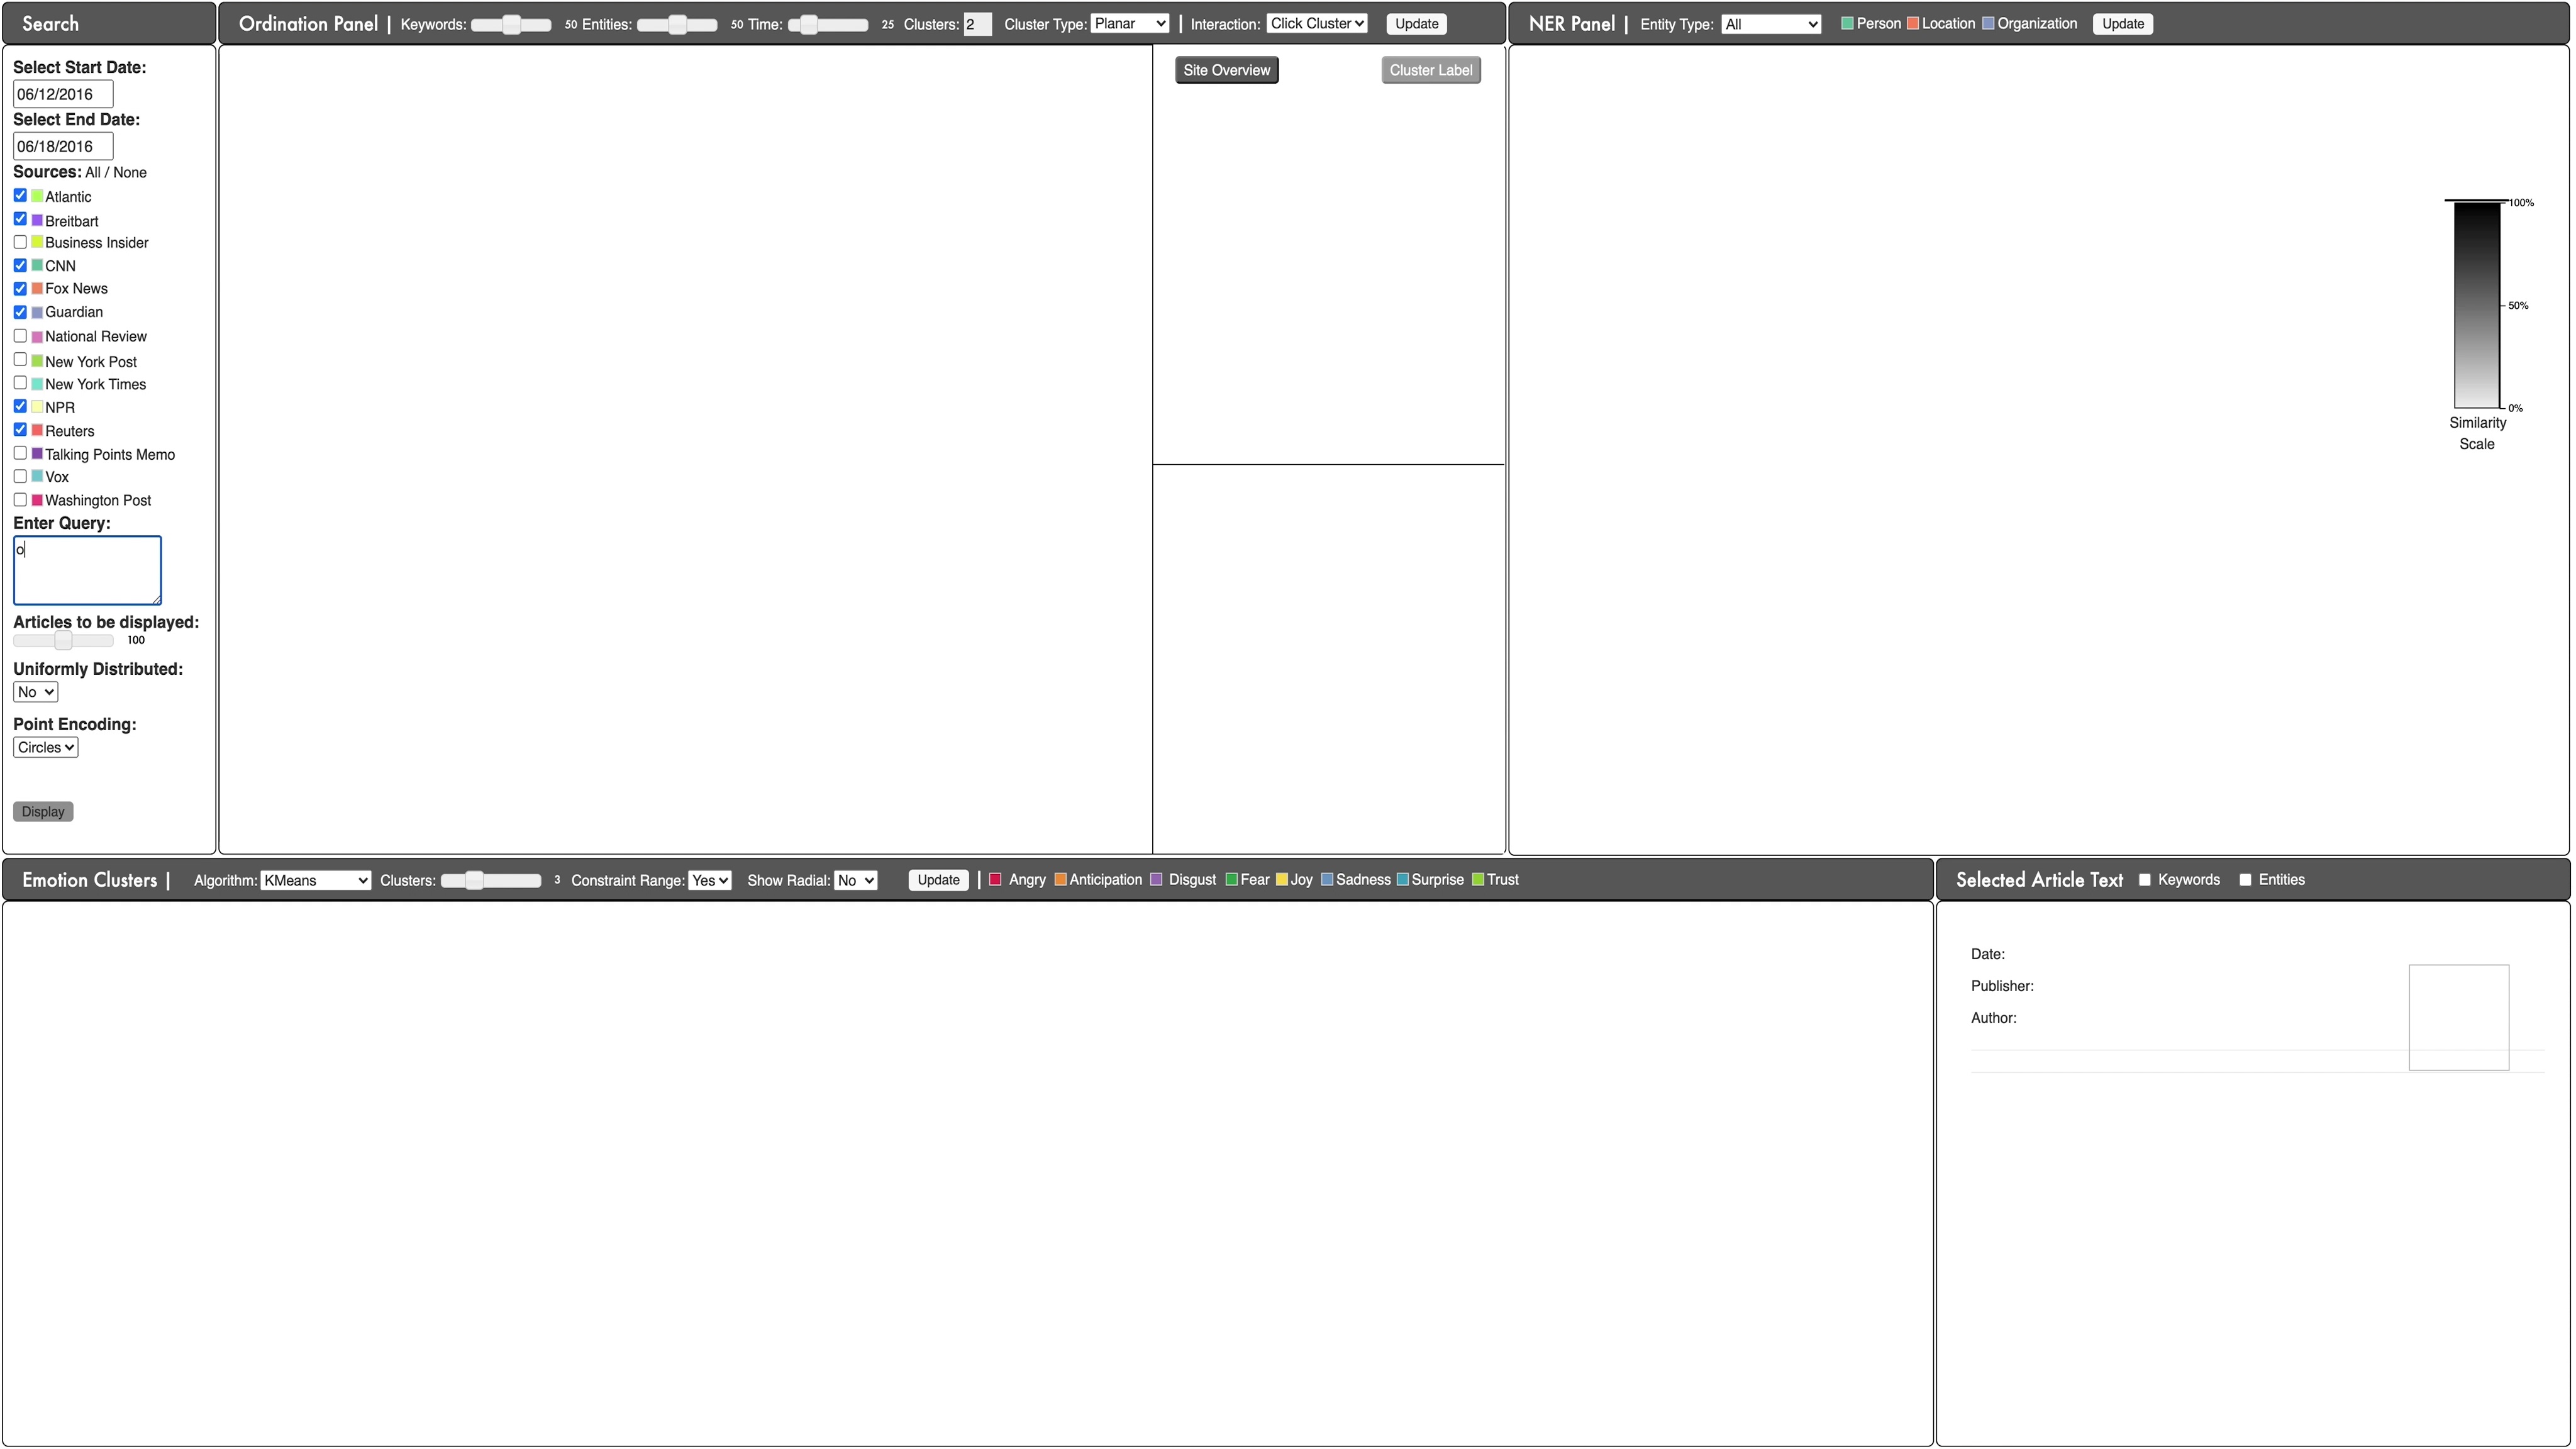 Search
Ordination Panel | Keywords: 50 Entities: 50 Time: 25 Clusters: 2 Cluster Type: Planar | Interaction: Click Cluster Update
NER Panel | Entity Type: All Person Location Organization Update
Select Start Date:
06/12/2016
Select End Date:
06/18/2016
Sources: All / None
Atlantic
Breitbart
Business Insider
CNN
Fox News
Guardian
National Review
New York Post
New York Times
NPR
Reuters
Talking Points Memo
Vox
Washington Post
Enter Query:
o
Articles to be displayed:
100
Uniformly Distributed:
No
Point Encoding:
Circles
Display
Site Overview Cluster Label
100%
50%
0%
Similarity
Scale
Emotion Clusters | Algorithm: KMeans Clusters: 3 Constraint Range: Yes Show Radial: No Update | Angry Anticipation Disgust Fear Joy Sadness Surprise Trust
Selected Article Text Keywords Entities
Date:
Publisher:
Author: